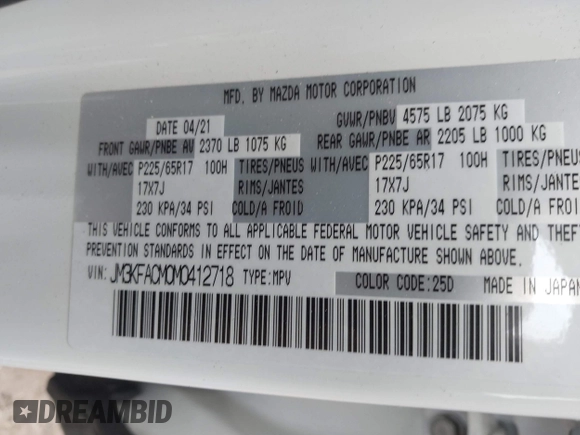 MFD. BY MAZDA MOTOR CORPORATION
DATE 04/21 GVWR/PNBV 4575 LB 2075 KG
FRONT GAWR/PNBE AV 2370 LB 1075 KG REAR GAWR/PNBE AR 2205 LB 1000 KG
WITH/AVEC P225/65R17 100H TIRES/PNEUS WITH/AVEC P225/65R17 100H TIRES/PNEUS
17X7J RIMS/JANTES 17X7J RIMS/JANTES
230 KPA/34 PSI COLD/A FROID 230 KPA/34 PSI COLD/A FROID
THIS VEHICLE CONFORMS TO ALL APPLICABLE FEDERAL MOTOR VEHICLE SAFETY AND THEFT
PREVENTION STANDARDS IN EFFECT ON THE DATE OF MANUFACTURE SHOWN ABOVE.
VIN: JM3KFACM0M0412718 TYPE:MPV COLOR CODE:25D MADE IN JAPAN
DREAMBID